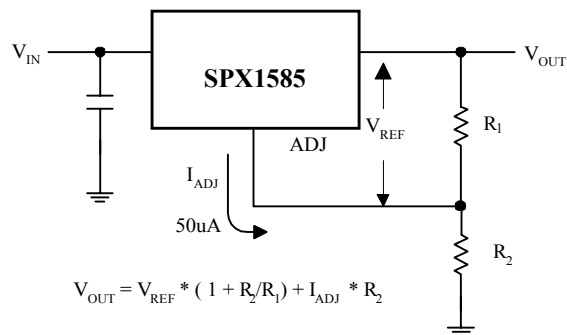 V_IN
SPX1585
V_OUT
V_REF
R_1
ADJ
I_ADJ
50uA
R_2
V_OUT = V_REF * ( 1 + R_2/R_1) + I_ADJ * R_2